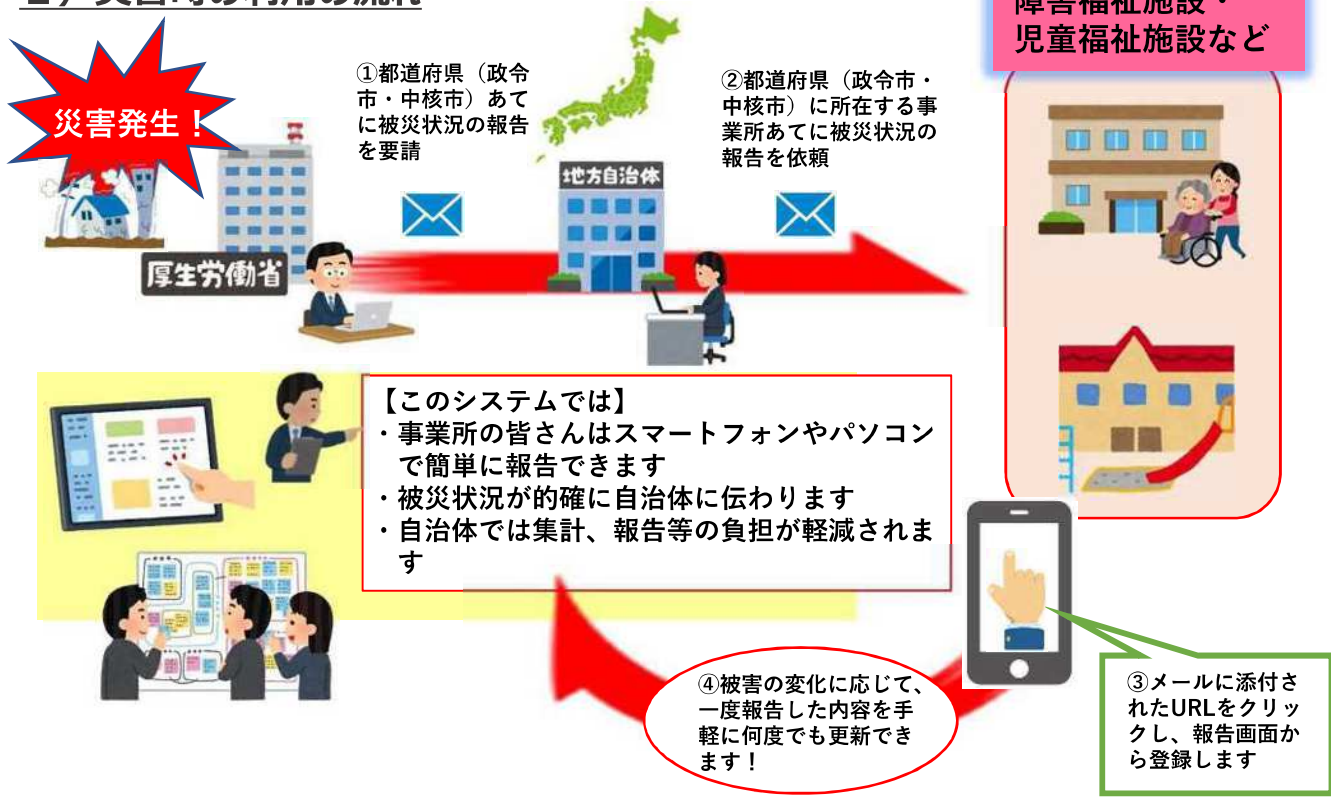 2）災害時の利用の流れ
障害福祉施設・
児童福祉施設など
災害発生！
①都道府県（政令
市・中核市）あて
に被災状況の報告
を要請
②都道府県（政令市・
中核市）に所在する事
業所あてに被災状況の
報告を依頼
地方自治体
厚生労働省
【このシステムでは】
・事業所の皆さんはスマートフォンやパソコン
で簡単に報告できます
・被災状況が的確に自治体に伝わります
・自治体では集計、報告等の負担が軽減されま
す
④被害の変化に応じて、
一度報告した内容を手
軽に何度でも更新でき
ます！
③メールに添付さ
れたURLをクリッ
クし、報告画面か
ら登録します